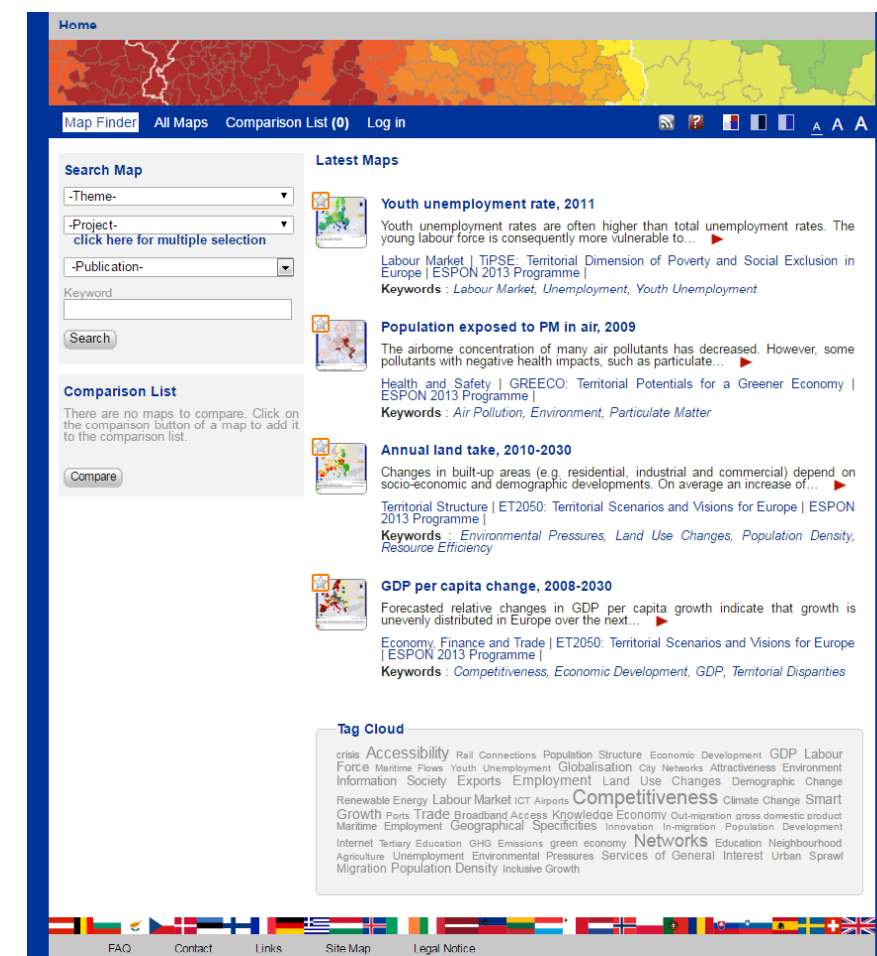 Home
Map Finder All Maps Comparison List (0) Log in A A A
Search Map
-Theme-
-Project-
click here for multiple selection
-Publication-
Keyword
Search
Comparison List
There are no maps to compare. Click on
the comparison button of a map to add it
to the comparison list.
Compare
Latest Maps
Youth unemployment rate, 2011
Youth unemployment rates are often higher than total unemployment rates. The
young labour force is consequently more vulnerable to…
Labour Market | TiPSE: Territorial Dimension of Poverty and Social Exclusion in
Europe | ESPON 2013 Programme |
Keywords : Labour Market, Unemployment, Youth Unemployment
Population exposed to PM in air, 2009
The airborne concentration of many air pollutants has decreased. However, some
pollutants with negative health impacts, such as particulate…
Health and Safety | GREECO: Territorial Potentials for a Greener Economy |
ESPON 2013 Programme |
Keywords : Air Pollution, Environment, Particulate Matter
Annual land take, 2010-2030
Changes in built-up areas (e.g. residential, industrial and commercial) depend on
socio-economic and demographic developments. On average an increase of…
Territorial Structure | ET2050: Territorial Scenarios and Visions for Europe | ESPON
2013 Programme |
Keywords : Environmental Pressures, Land Use Changes, Population Density,
Resource Efficiency
GDP per capita change, 2008-2030
Forecasted relative changes in GDP per capita growth indicate that growth is
unevenly distributed in Europe over the next…
Economy, Finance and Trade | ET2050: Territorial Scenarios and Visions for Europe
| ESPON 2013 Programme |
Keywords : Competitiveness, Economic Development, GDP, Territorial Disparities
Tag Cloud
crisis Accessibility Rail Connections Population Structure Economic Development GDP Labour
Force Maritime Flows Youth Unemployment Globalisation City Networks Attractiveness Environment
Information Society Exports Employment Land Use Changes Demographic Change
Renewable Energy Labour Market ICT Airports Competitiveness Climate Change Smart
Growth Ports Trade Broadband Access Knowledge Economy Out-migration gross domestic product
Maritime Employment Geographical Specificities Innovation In-migration Population Development
Internet Tertiary Education GHG Emissions green economy Networks Education Neighbourhood
Agriculture Unemployment Environmental Pressures Services of General Interest Urban Sprawl
Migration Population Density Inclusive Growth
FAQ Contact Links Site Map Legal Notice